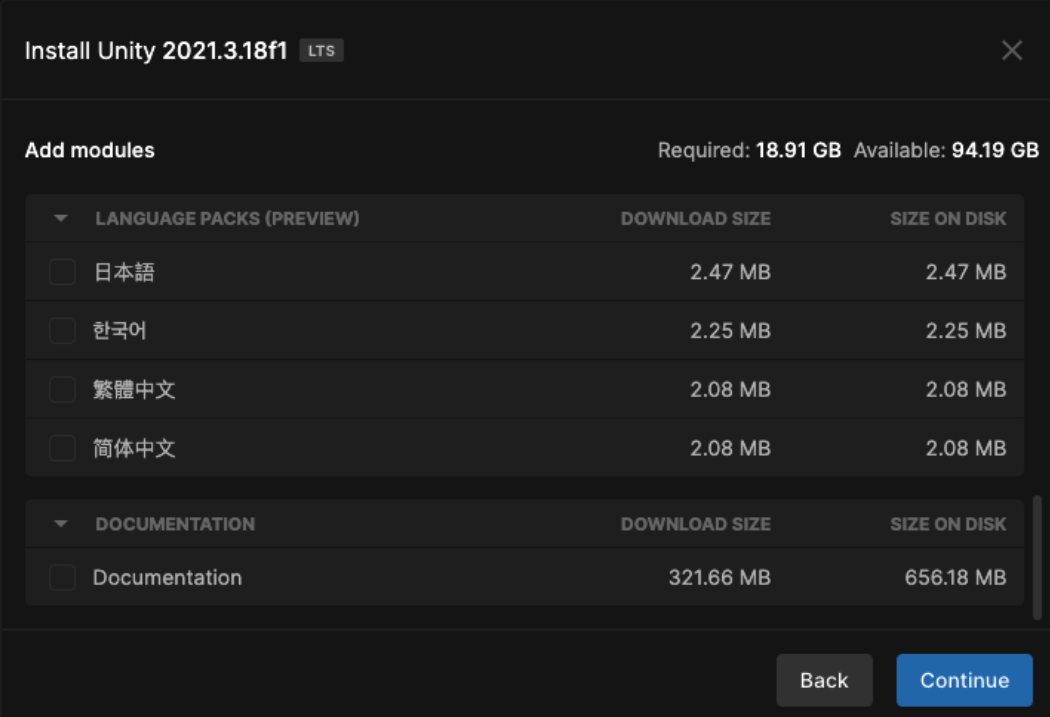 Install Unity 2021.3.18f1 LTS
Add modules Required: 18.91 GB Available: 94.19 GB
LANGUAGE PACKS (PREVIEW) DOWNLOAD SIZE SIZE ON DISK
日本語 2.47 MB 2.47 MB
한국어 2.25 MB 2.25 MB
繁體中文 2.08 MB 2.08 MB
简体中文 2.08 MB 2.08 MB
DOCUMENTATION DOWNLOAD SIZE SIZE ON DISK
Documentation 321.66 MB 656.18 MB
Back Continue